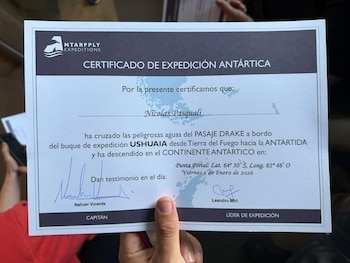 ANTARPPLY
EXPEDITIONS
CERTIFICADO DE EXPEDICIÓN ANTÁRTICA
Por la presente certificamos que:
Nicolas Pasquali
ha cruzado las peligrosas aguas del PASAJE DRAKE a bordo
del buque de expedición USHUAIA desde Tierra del Fuego hacia la ANTÁRTIDA
y ha descendido en el CONTINENTE ANTÁRTICO en:
Punta Portal: Lat. 64° 30' S, Long. 61° 46' O
Dan testimonio en el día: Viernes 2 de Enero de 2026
Nahuel Vicente
Leandro Miri
CAPITÁN
LÍDER DE EXPEDICIÓN